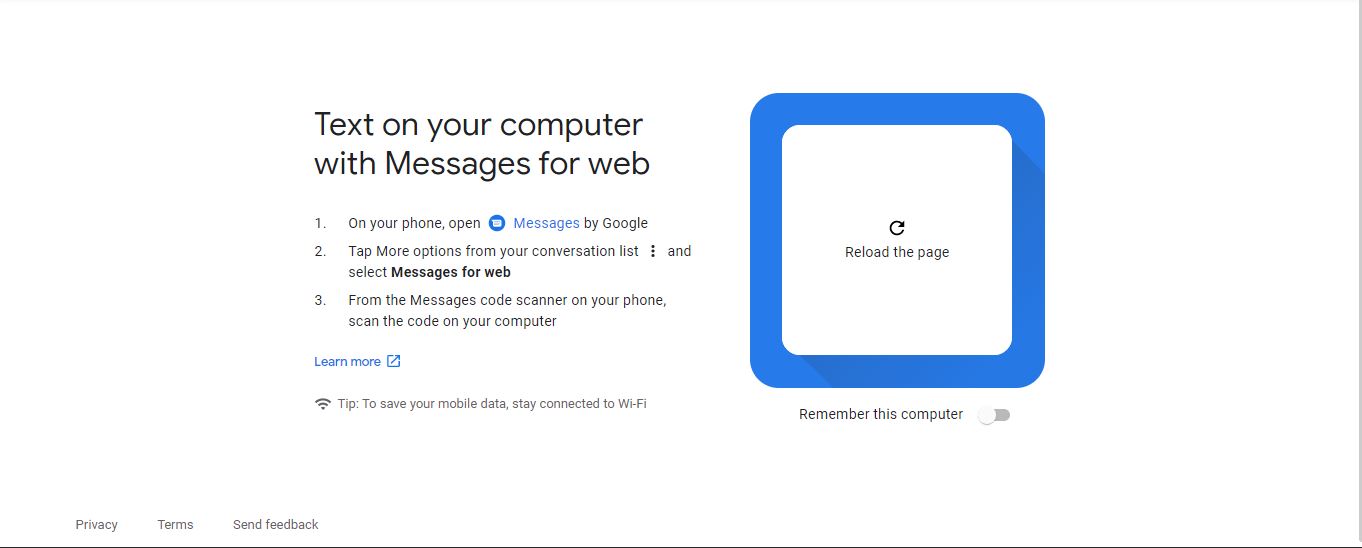 Text on your computer
with Messages for web
1. On your phone, open Messages by Google
2. Tap More options from your conversation list and
select Messages for web
3. From the Messages code scanner on your phone,
scan the code on your computer
Learn more
Tip: To save your mobile data, stay connected to Wi-Fi
Reload the page
Remember this computer
Privacy Terms Send feedback